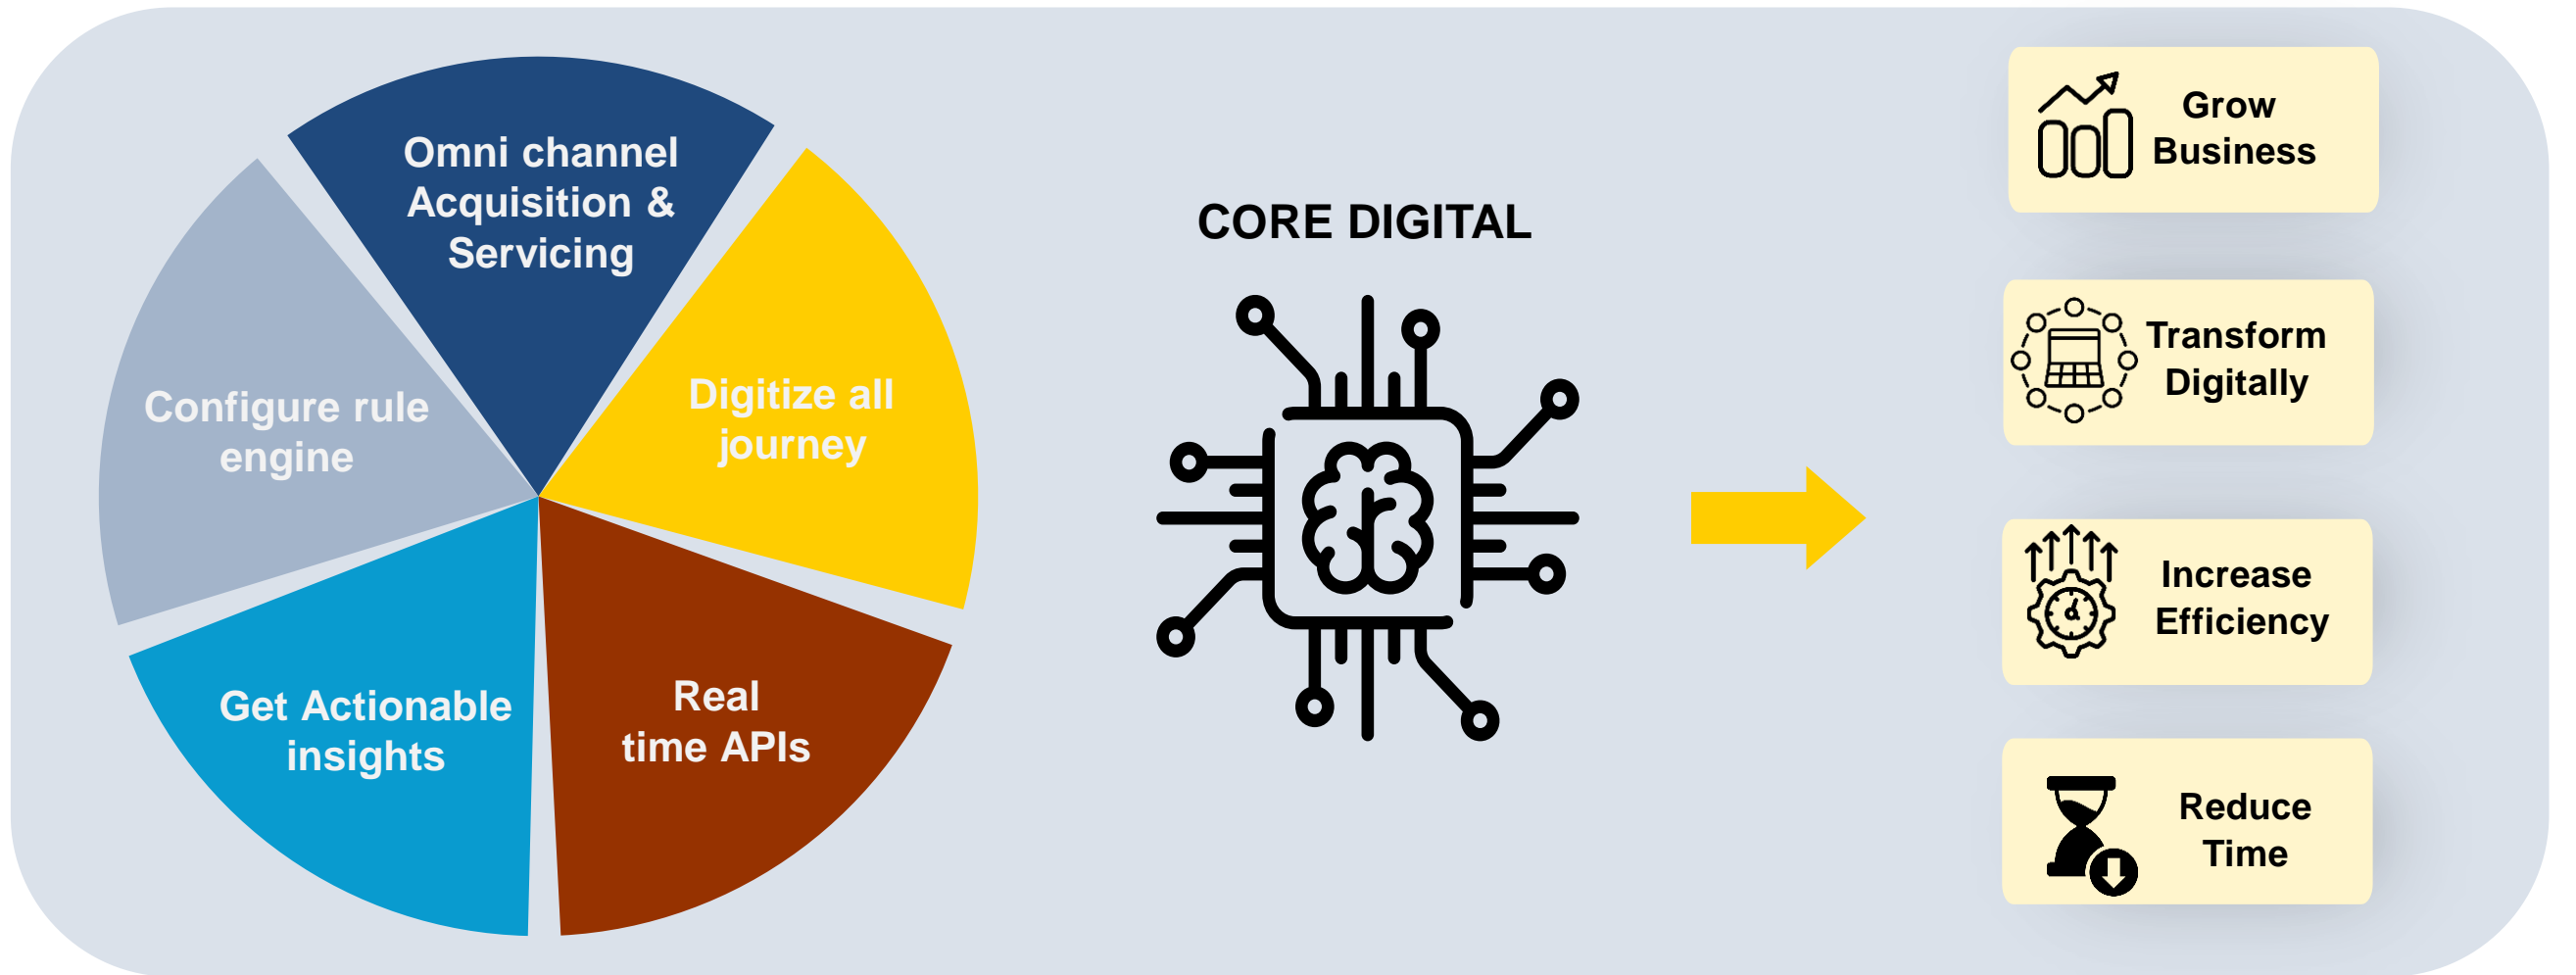 Omni channel
Acquisition &
Servicing
Digitize all
journey
Configure rule
engine
Get Actionable
insights
Real
time APIs
CORE DIGITAL
Grow
Business
Transform
Digitally
Increase
Efficiency
Reduce
Time